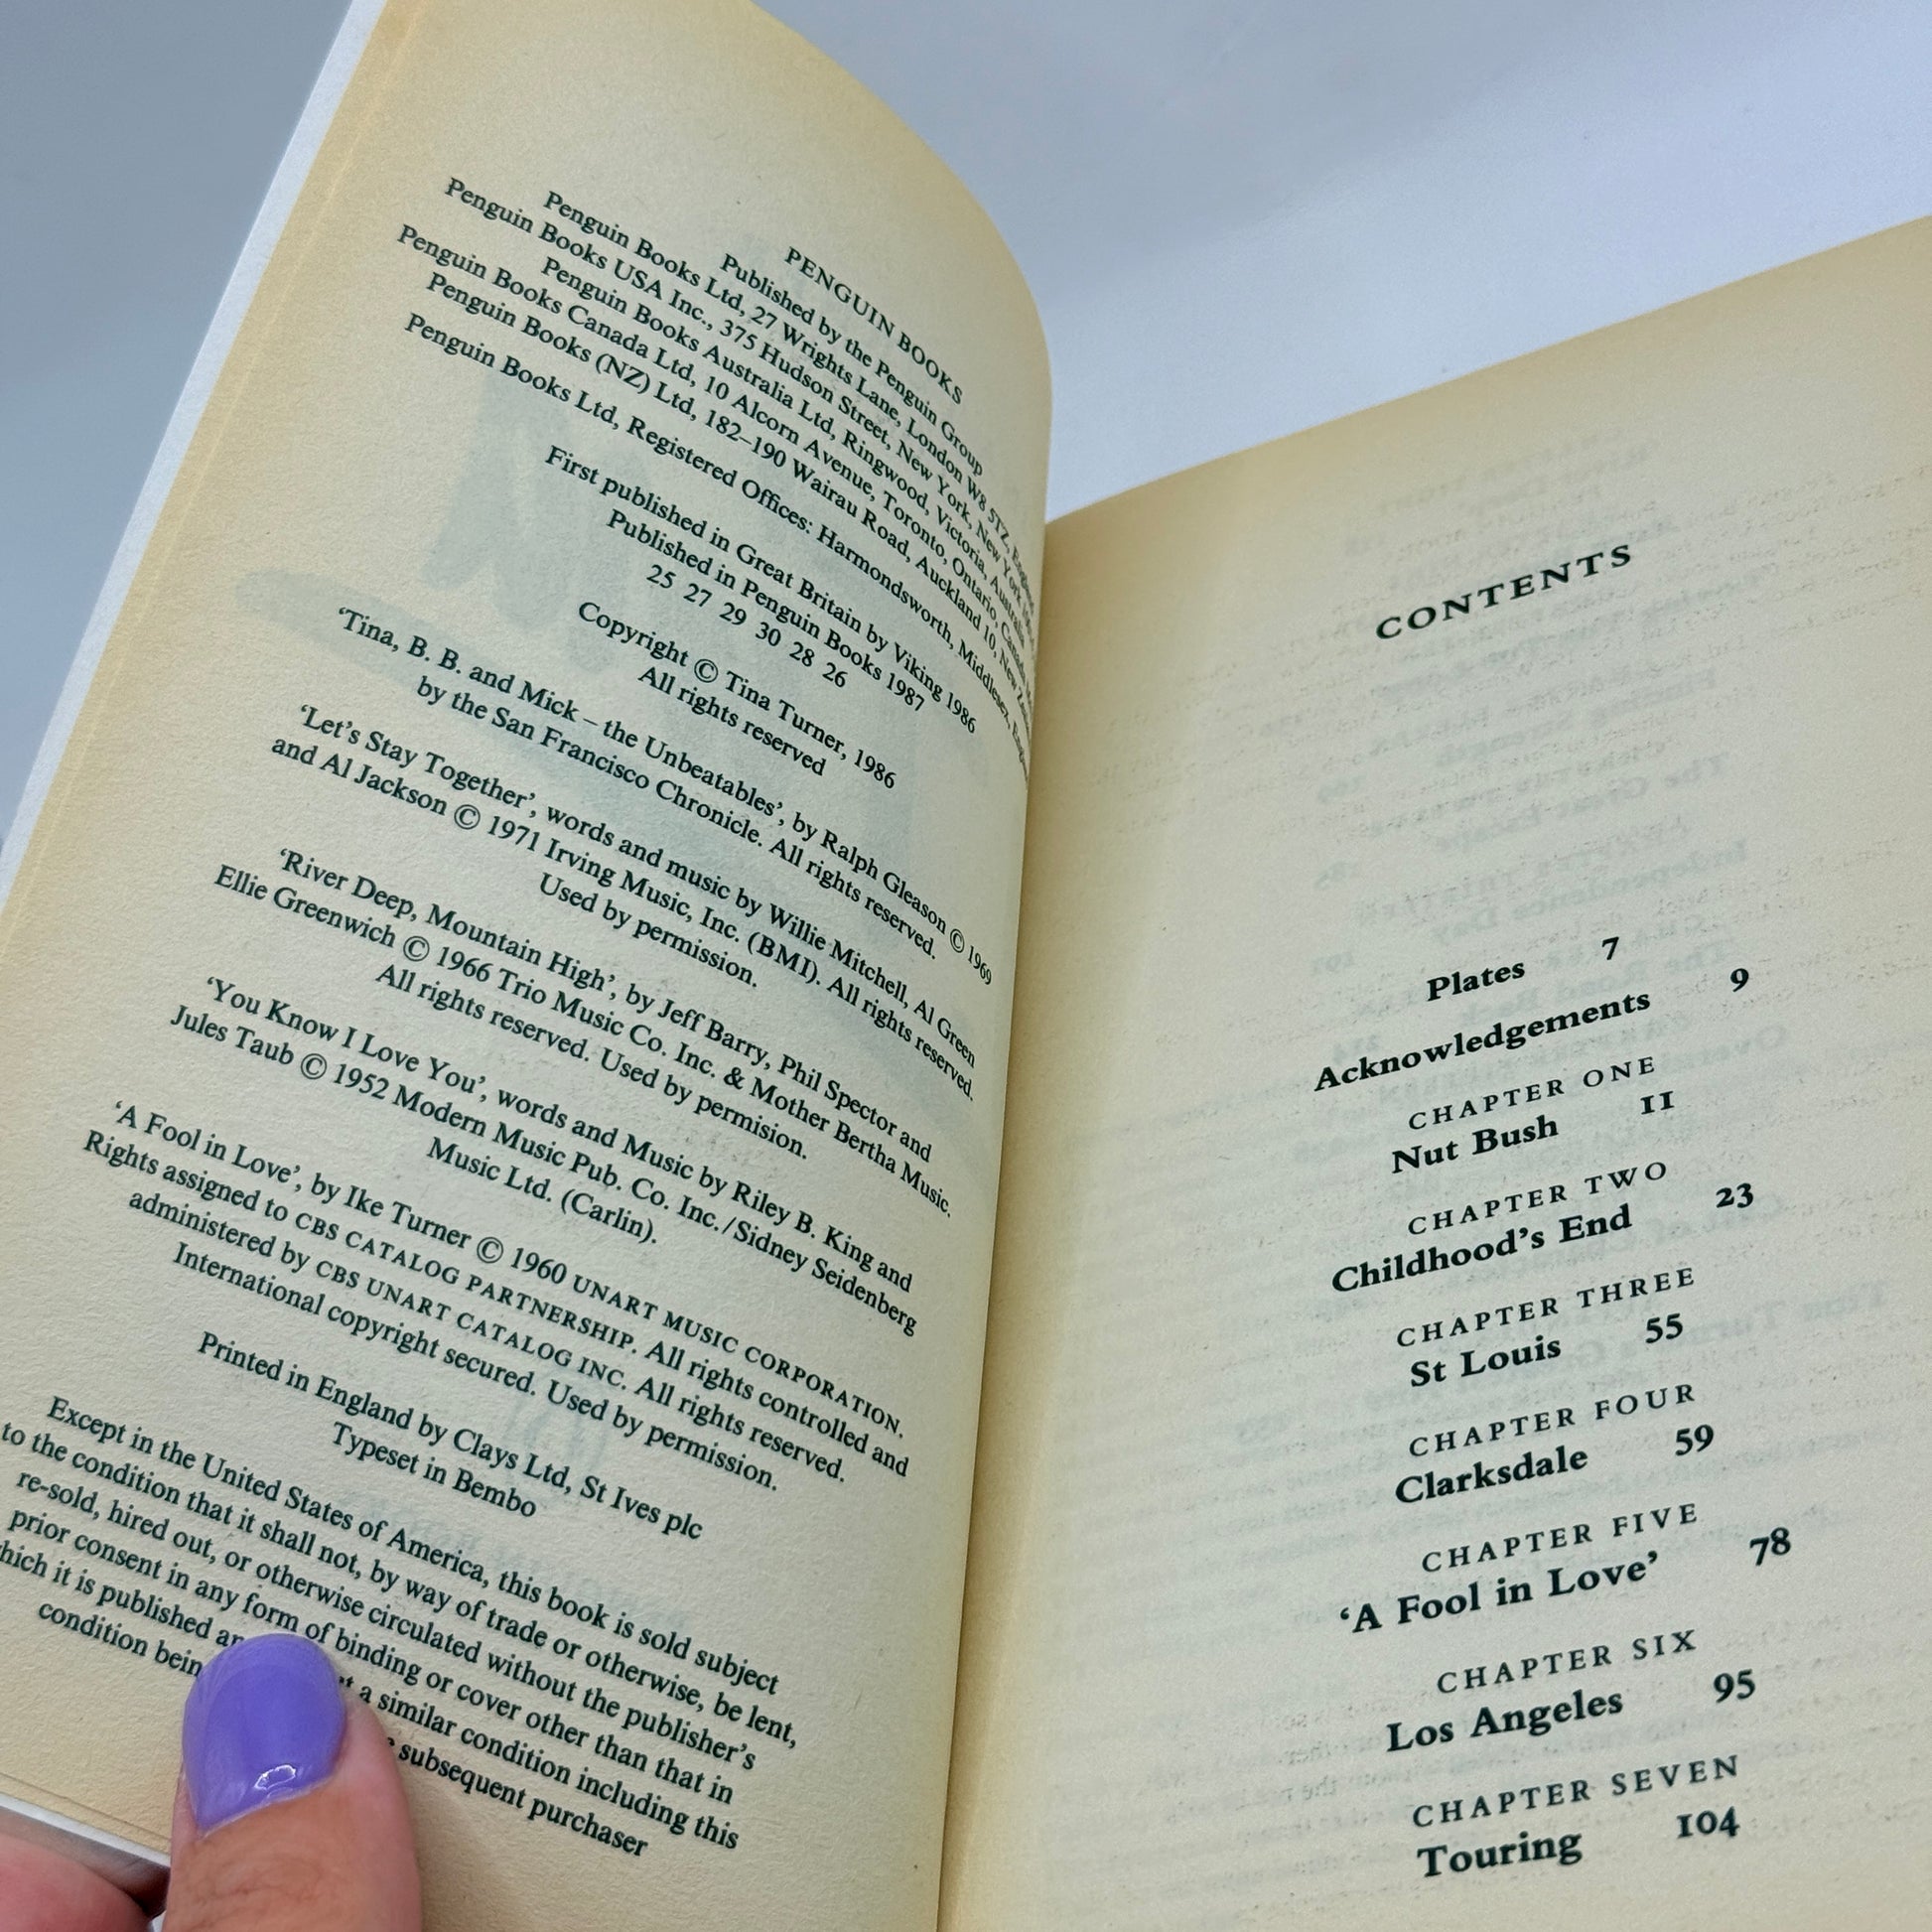 PENGUIN BOOKS
Published by the Penguin Group
Penguin Books Ltd, 27 Wrights Lane, London W8 5TZ, England
Penguin Books USA Inc., 375 Hudson Street, New York, New York
Penguin Books Australia Ltd, Ringwood, Victoria, Australia
Penguin Books Canada Ltd, 10 Alcorn Avenue, Toronto, Ontario, Canada
Penguin Books (NZ) Ltd, 182–190 Wairau Road, Auckland 10, New
Penguin Books Ltd, Registered Offices: Harmondsworth, Middlesex,
First published in Great Britain by Viking 1986
Published in Penguin Books 1987
25 27 29 30 28 26
Copyright © Tina Turner, 1986
All rights reserved
‘Tina, B. B. and Mick – the Unbeatables’, by Ralph Gleason © 1969
by the San Francisco Chronicle. All rights reserved.
‘Let’s Stay Together’, words and music by Willie Mitchell, Al Green
and Al Jackson © 1971 Irving Music, Inc. (BMI). All rights reserved.
Used by permission.
‘River Deep, Mountain High’, by Jeff Barry, Phil Spector and
Ellie Greenwich © 1966 Trio Music Co. Inc. & Mother Bertha Music.
All rights reserved. Used by permision.
‘You Know I Love You’, words and Music by Riley B. King and
Jules Taub © 1952 Modern Music Pub. Co. Inc./Sidney Seidenberg
Music Ltd. (Carlin).
‘A Fool in Love’, by Ike Turner © 1960 UNART MUSIC CORPORATION.
Rights assigned to CBS CATALOG PARTNERSHIP. All rights controlled and
administered by CBS UNART CATALOG INC. All rights reserved.
International copyright secured. Used by permission.
Printed in England by Clays Ltd, St Ives plc
Typeset in Bembo
Except in the United States of America, this book is sold subject
to the condition that it shall not, by way of trade or otherwise, be lent,
re-sold, hired out, or otherwise circulated without the publisher’s
prior consent in any form of binding or cover other than that in
which it is published a similar condition including this
condition subsequent purchaser
CONTENTS
Plates 7
Acknowledgements 9
CHAPTER ONE
Nut Bush 11
CHAPTER TWO
Childhood’s End 23
CHAPTER THREE
St Louis 55
CHAPTER FOUR
Clarksdale 59
CHAPTER FIVE
‘A Fool in Love’ 78
CHAPTER SIX
Los Angeles 95
CHAPTER SEVEN
Touring 104